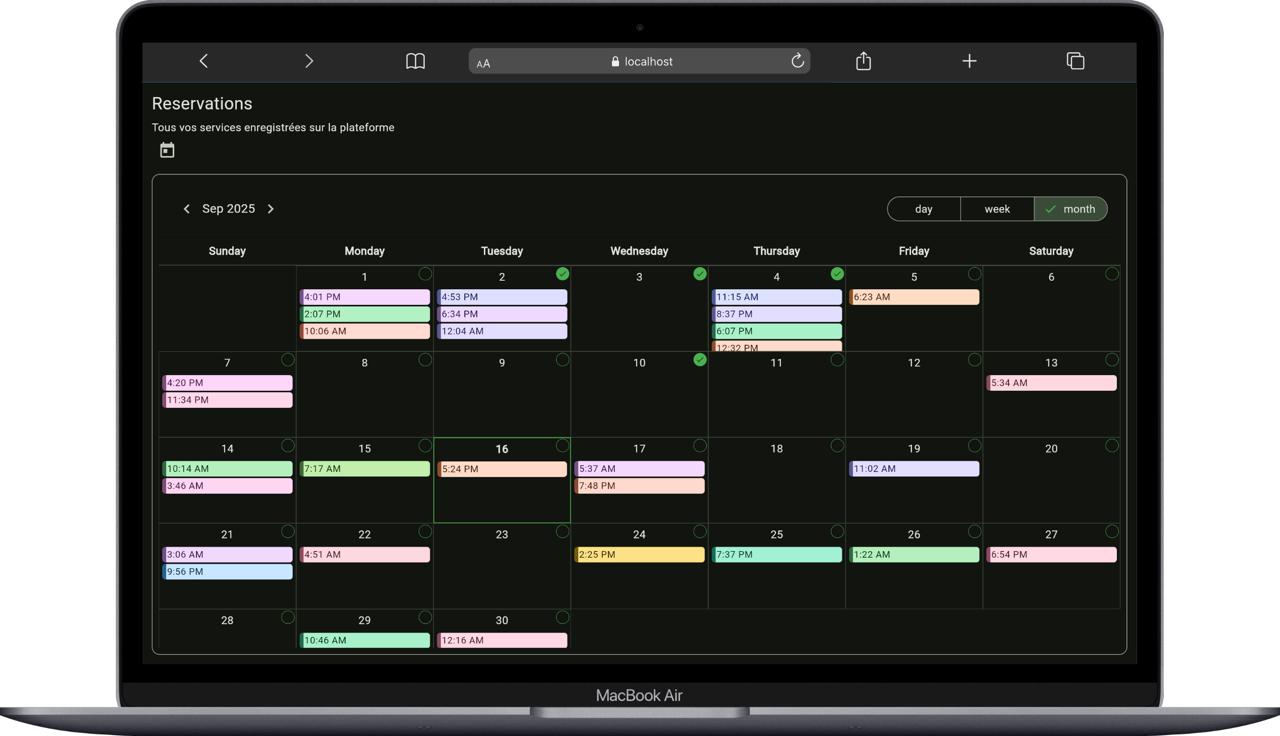 AA localhost
Reservations
Tous vos services enregistrées sur la plateforme
Sep 2025 day week month
Sunday Monday Tuesday Wednesday Thursday Friday Saturday
1 2 3 4 5 6
4:01 PM 4:53 PM 11:15 AM 6:23 AM
2:07 PM 6:34 PM 8:37 PM
10:06 AM 12:04 AM 6:07 PM
12:32 PM
7 8 9 10 11 12 13
4:20 PM 5:34 AM
11:34 PM
14 15 16 17 18 19 20
10:14 AM 7:17 AM 5:24 PM 5:37 AM 11:02 AM
3:46 AM 7:48 PM
21 22 23 24 25 26 27
3:06 AM 4:51 AM 2:25 PM 7:37 PM 1:22 AM 6:54 PM
9:56 PM
28 29 30
10:46 AM 12:16 AM
MacBook Air